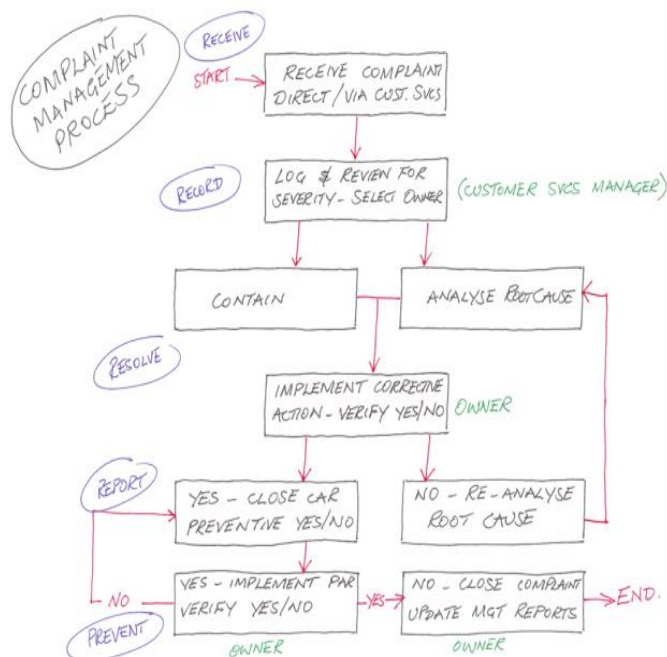 COMPLAINT
MANAGEMENT
PROCESS
RECEIVE
START
RECEIVE COMPLAINT
DIRECT/VIA CUST. SVCS
RECORD
LOG & REVIEW FOR
SEVERITY - SELECT OWNER
(CUSTOMER SVCS MANAGER)
CONTAIN
ANALYSE ROOT CAUSE
RESOLVE
IMPLEMENT CORRECTIVE
ACTION - VERIFY YES/NO
OWNER
REPORT
YES - CLOSE CAR
PREVENTIVE YES/NO
NO - RE-ANALYSE
ROOT CAUSE
NO
YES - IMPLEMENT PAR
VERIFY YES/NO
YES
NO - CLOSE COMPLAINT
UPDATE MGT REPORTS
END.
PREVENT
OWNER
OWNER